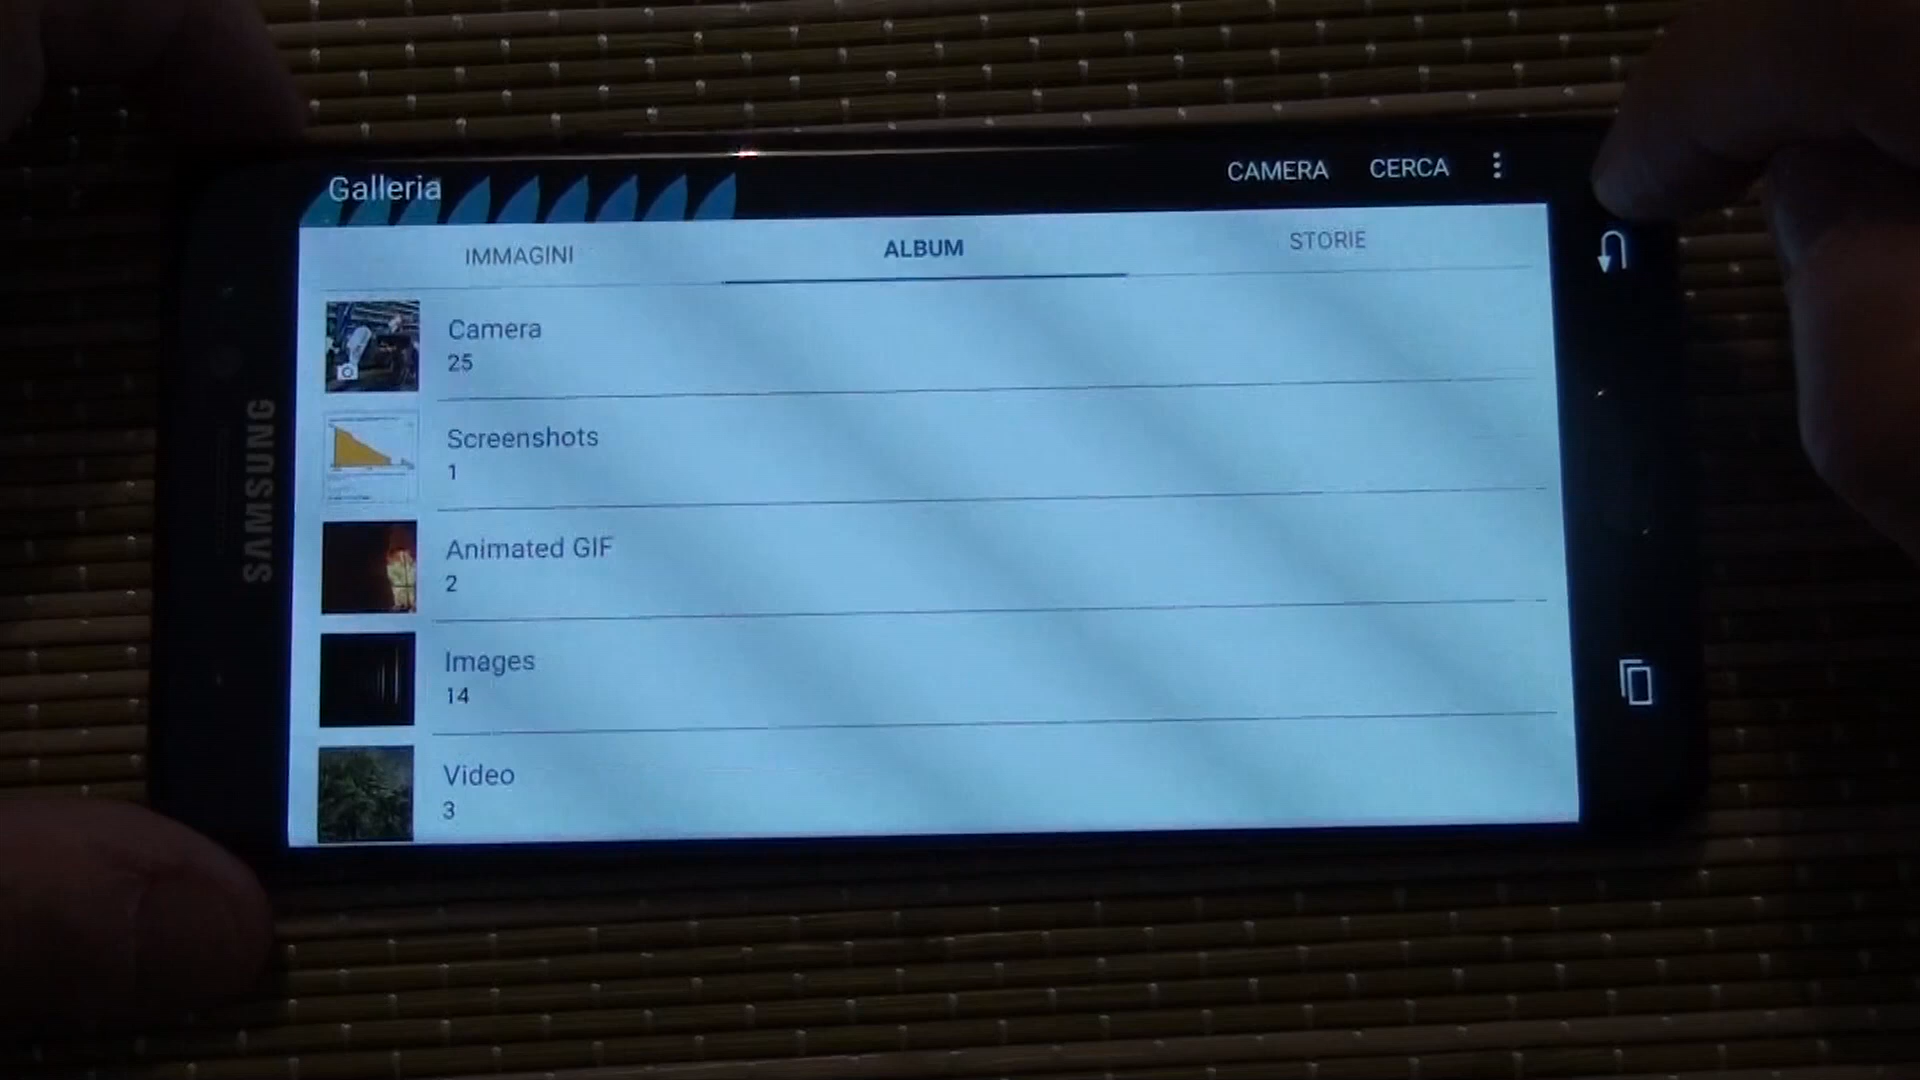 Galleria
CAMERA CERCA
IMMAGINI ALBUM STORIE
Camera
25
Screenshots
1
Animated GIF
2
Images
14
Video
3
SAMSUNG